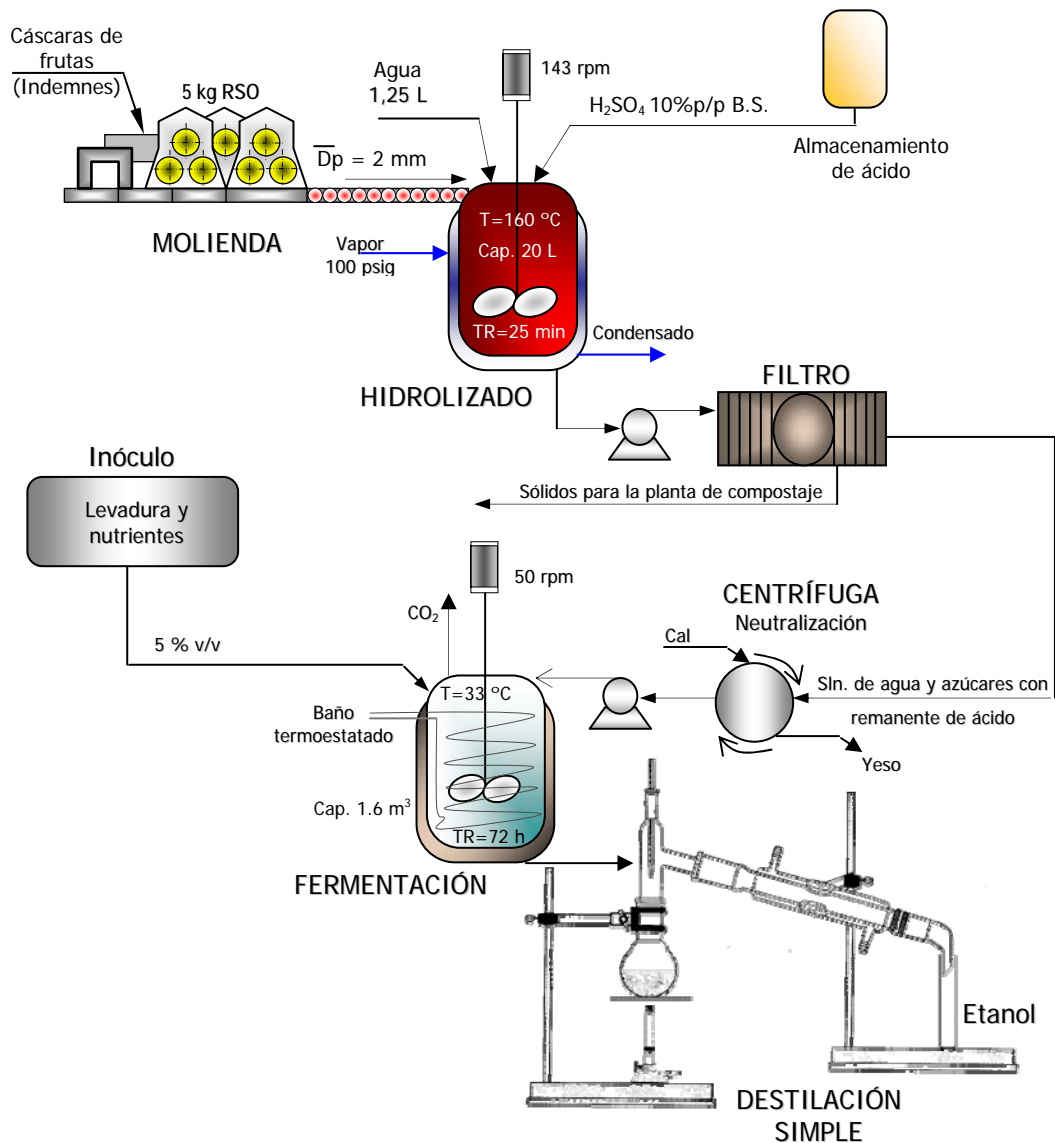 Cáscaras de
frutas
(Indemnes)
5 kg RSO
Agua
1,25 L
143 rpm
H₂SO₄ 10%p/p B.S.
Almacenamiento
de ácido
D̅p = 2 mm
MOLIENDA
Vapor
100 psig
T=160 ºC
Cap. 20 L
TR=25 min
Condensado
HIDROLIZADO
FILTRO
Sólidos para la planta de compostaje
Inóculo
Levadura y
nutrientes
5 % v/v
CO₂
50 rpm
CENTRÍFUGA
Neutralización
Cal
Sln. de agua y azúcares con
remanente de ácido
Yeso
T=33 ºC
Baño
termoestatado
Cap. 1.6 m³
TR=72 h
FERMENTACIÓN
Etanol
DESTILACIÓN
SIMPLE